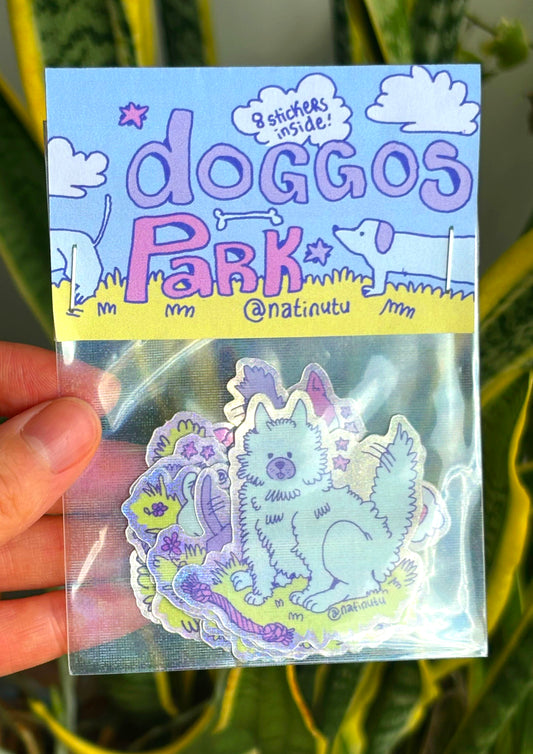 8 stickers
inside!
doGGOS
PARK
@natinutu
@natinutu